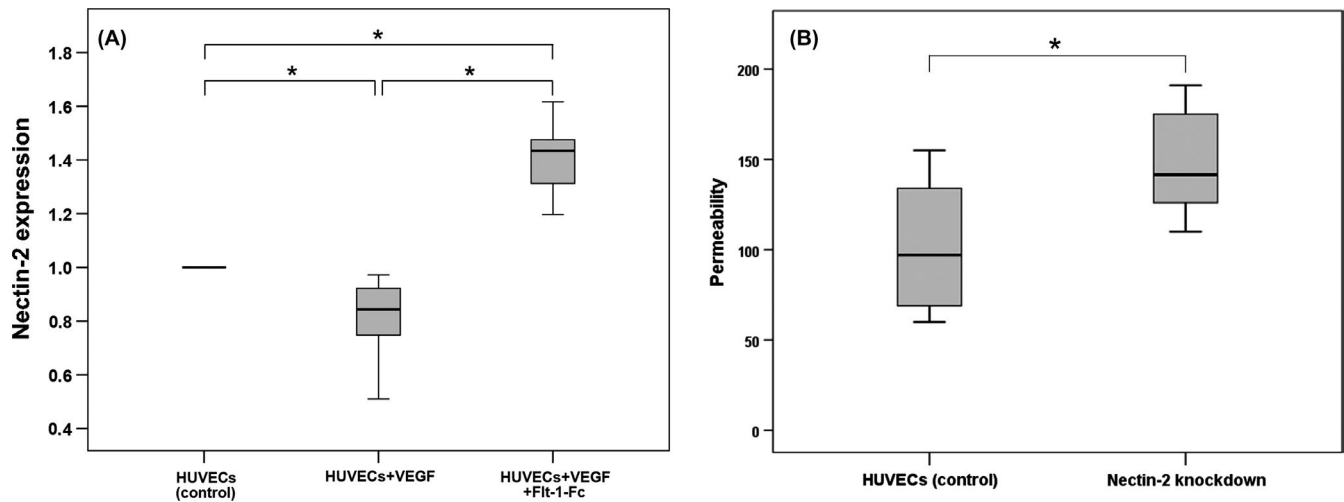 (A)
*
*
*
Nectin-2 expression
1.8
1.6
1.4
1.2
1.0
0.8
0.6
0.4
HUVECs
(control)
HUVECs+VEGF
HUVECs+VEGF
+Flt-1-Fc
(B)
*
Permeability
200
150
100
50
0
HUVECs (control)
Nectin-2 knockdown